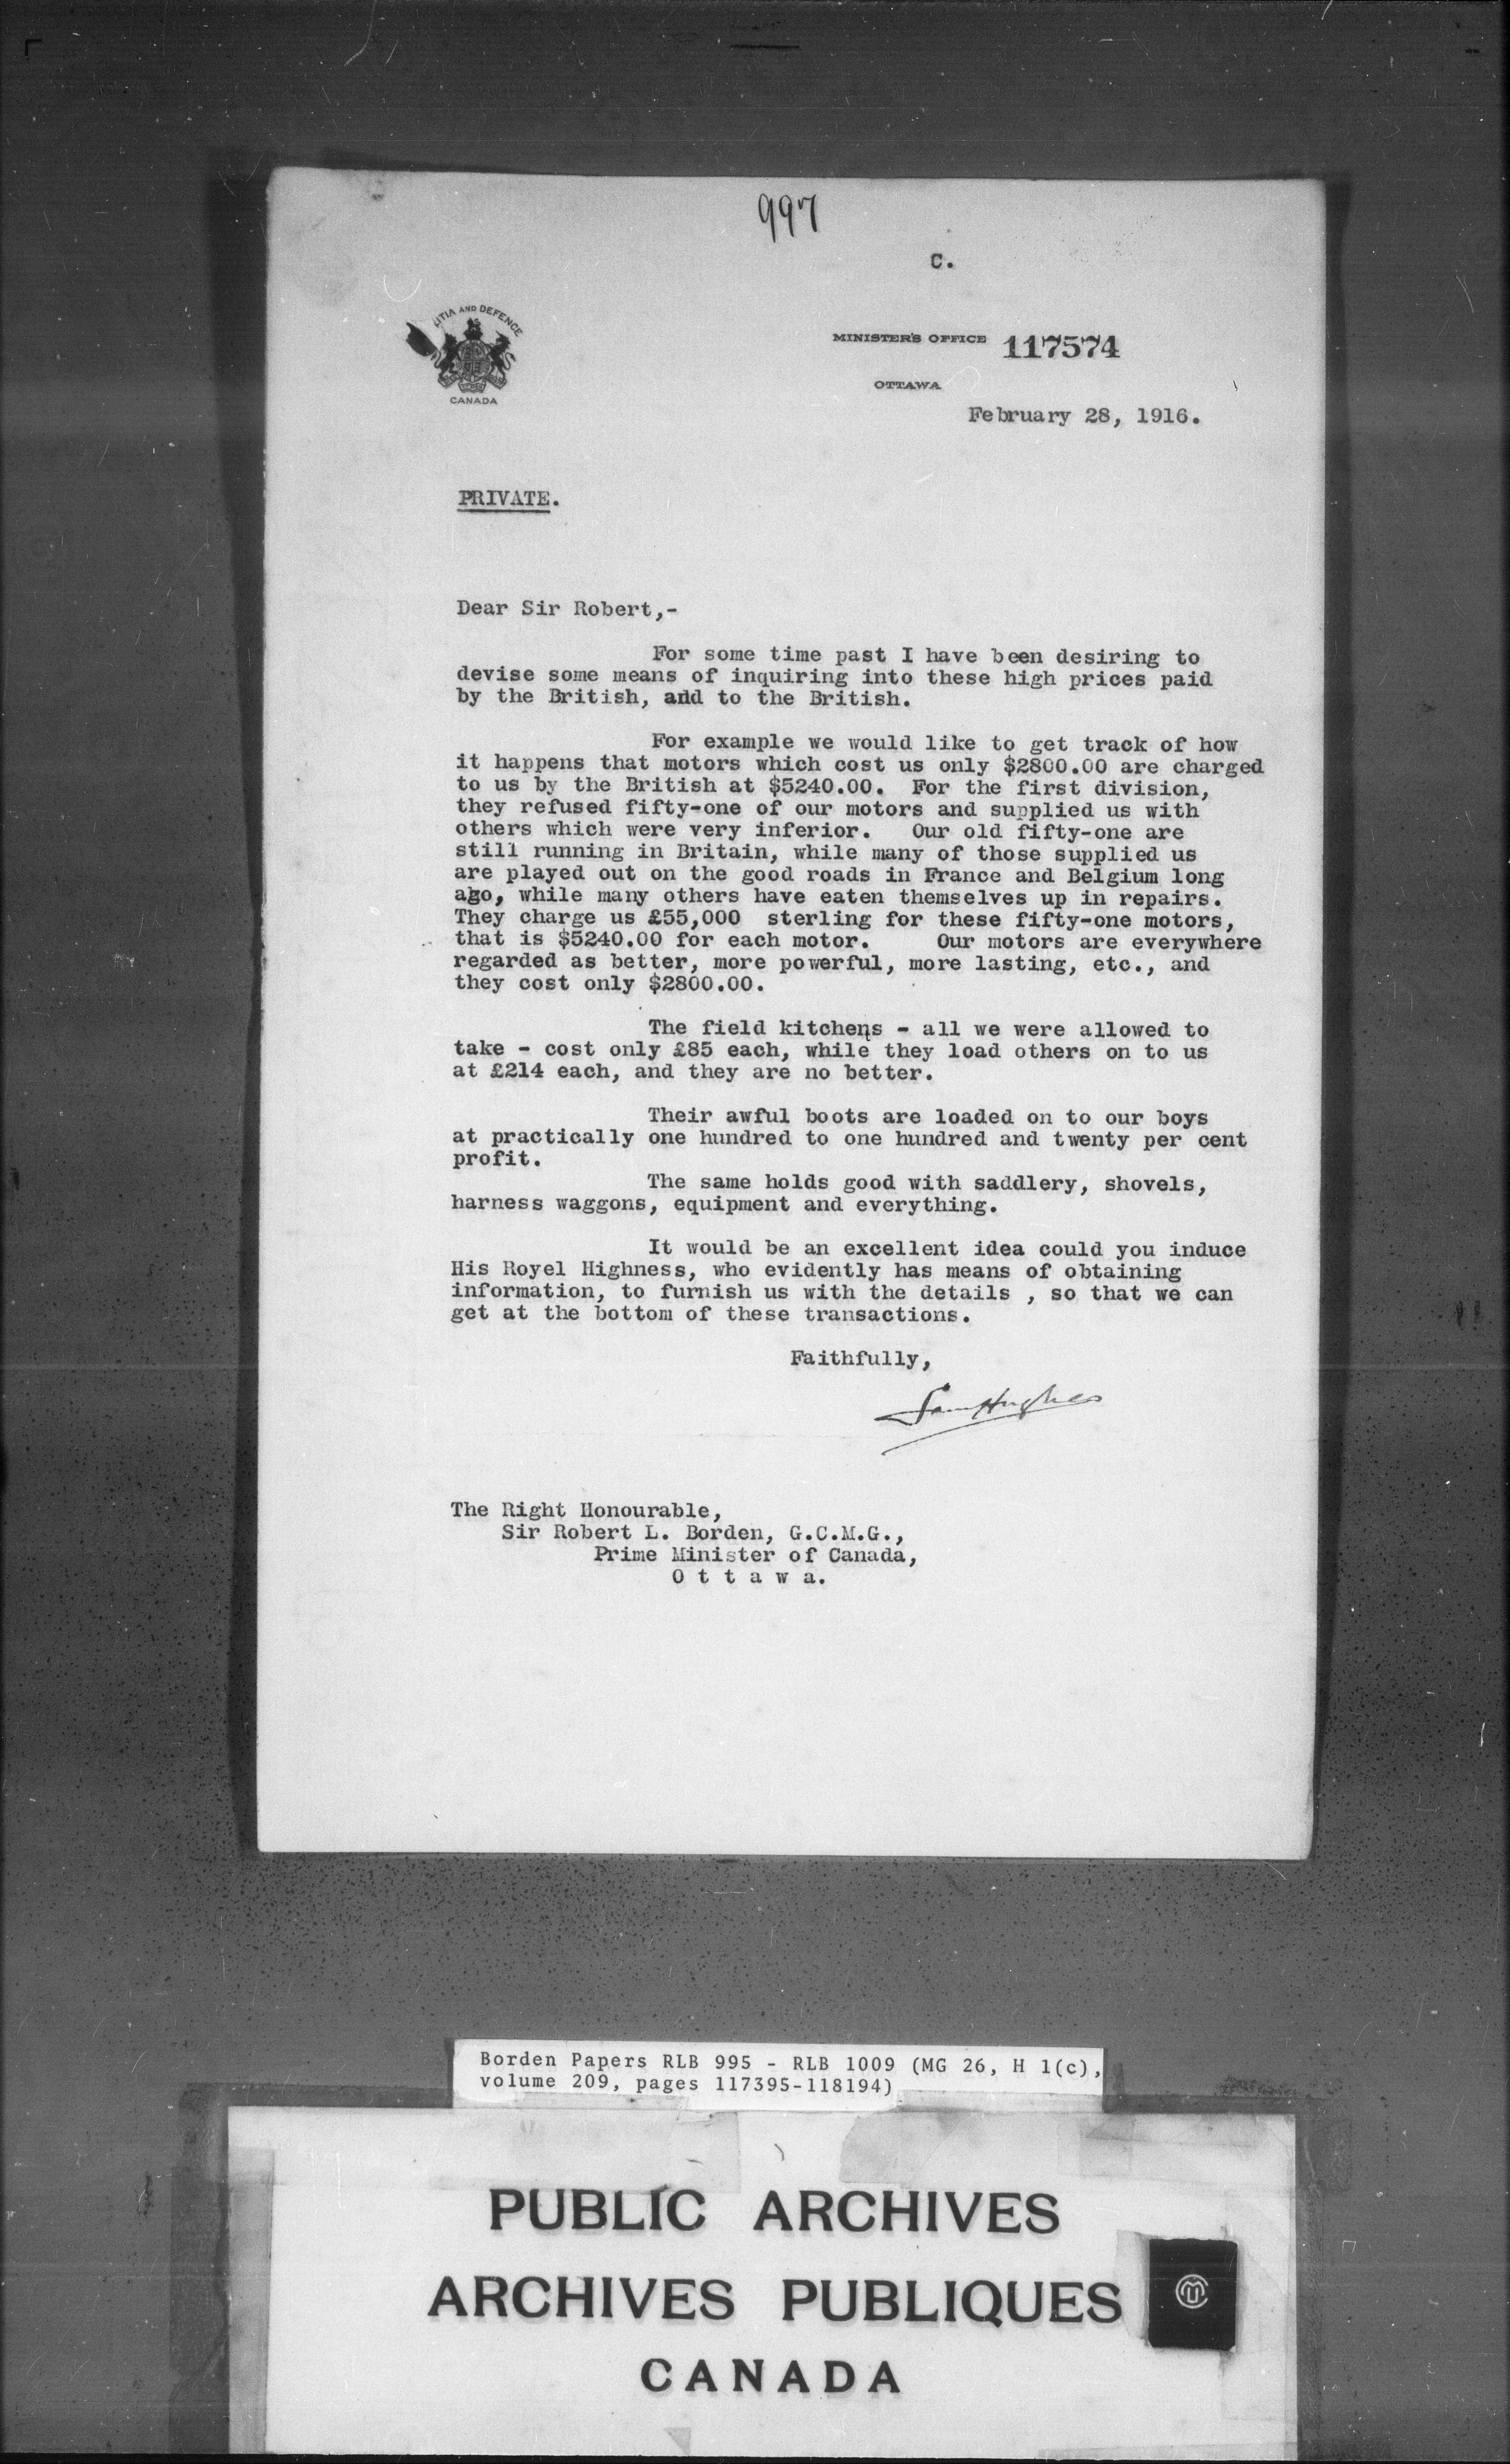 997
C.
ITIA AND DEFENCE
CANADA
MINISTER'S OFFICE 117574
OTTAWA
February 28, 1916.
PRIVATE.
Dear Sir Robert,-
For some time past I have been desiring to
devise some means of inquiring into these high prices paid
by the British, and to the British.
For example we would like to get track of how
it happens that motors which cost us only $2800.00 are charged
to us by the British at $5240.00. For the first division,
they refused fifty-one of our motors and supplied us with
others which were very inferior. Our old fifty-one are
still running in Britain, while many of those supplied us
are played out on the good roads in France and Belgium long
ago, while many others have eaten themselves up in repairs.
They charge us £55,000 sterling for these fifty-one motors,
that is $5240.00 for each motor. Our motors are everywhere
regarded as better, more powerful, more lasting, etc., and
they cost only $2800.00.
The field kitchens - all we were allowed to
take - cost only £85 each, while they load others on to us
at £214 each, and they are no better.
Their awful boots are loaded on to our boys
at practically one hundred to one hundred and twenty per cent
profit.
The same holds good with saddlery, shovels,
harness waggons, equipment and everything.
It would be an excellent idea could you induce
His Royel Highness, who evidently has means of obtaining
information, to furnish us with the details , so that we can
get at the bottom of these transactions.
Faithfully,
Sam Hughes
The Right Honourable,
Sir Robert L. Borden, G.C.M.G.,
Prime Minister of Canada,
O t t a w a.
Borden Papers RLB 995 - RLB 1009 (MG 26, H 1(c),
volume 209, pages 117395-118194)
PUBLIC ARCHIVES
ARCHIVES PUBLIQUES
CANADA